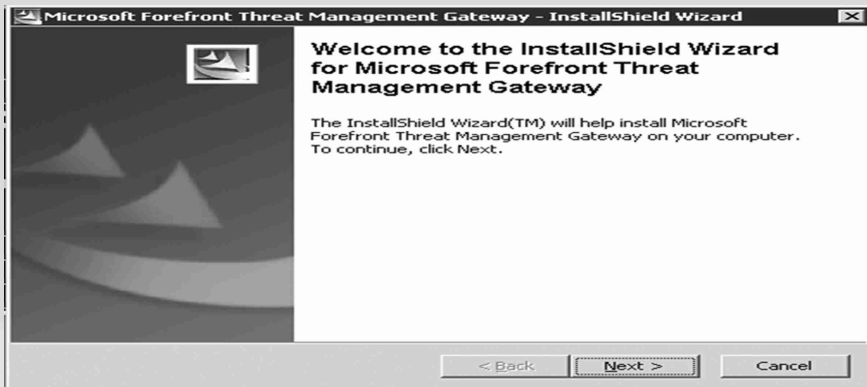 Microsoft Forefront Threat Management Gateway - InstallShield Wizard
Welcome to the InstallShield Wizard
for Microsoft Forefront Threat
Management Gateway
The InstallShield Wizard(TM) will help install Microsoft
Forefront Threat Management Gateway on your computer.
To continue, click Next.
< Back
Next >
Cancel